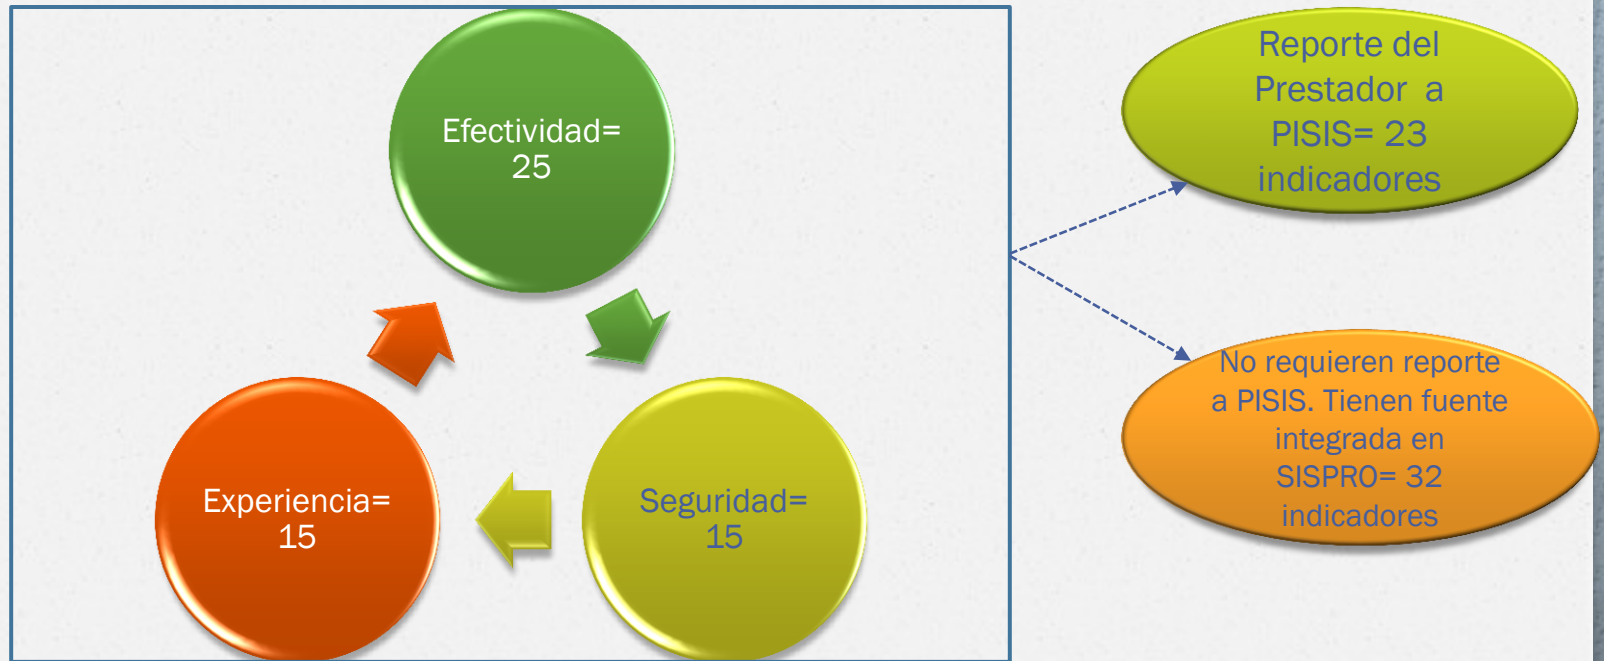 Efectividad=
25
Experiencia=
15
Seguridad=
15
Reporte del
Prestador a
PISIS= 23
indicadores
No requieren reporte
a PISIS. Tienen fuente
integrada en
SISPRO= 32
indicadores